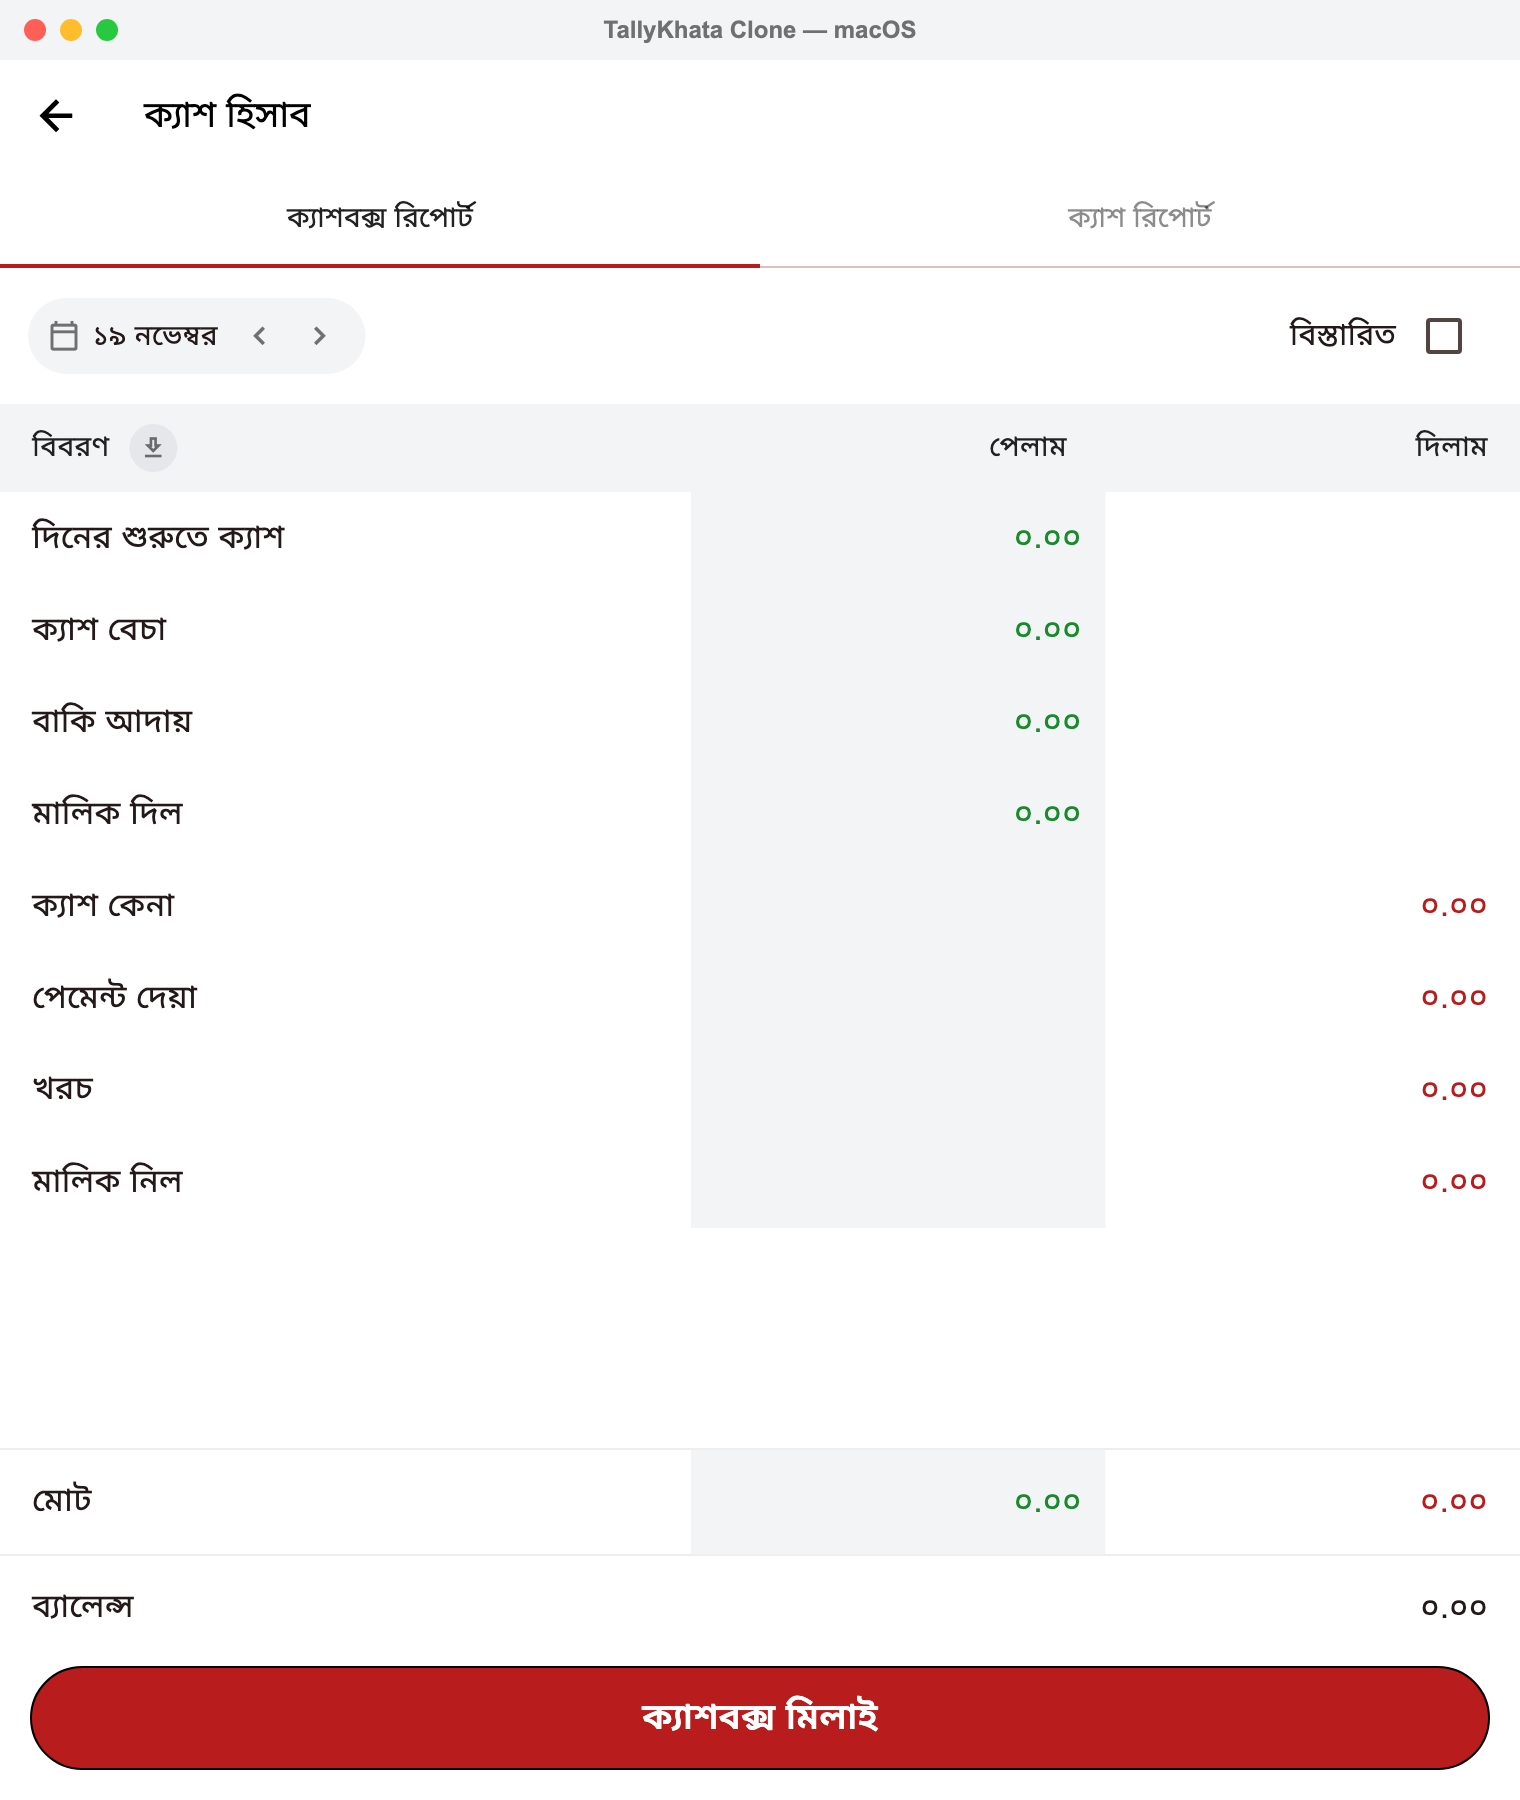 TallyKhata Clone — macOS
ক্যাশ হিসাব
ক্যাশবক্স রিপোর্ট ক্যাশ রিপোর্ট
১৯ নভেম্বর বিস্তারিত
বিবরণ পেলাম দিলাম
দিনের শুরুতে ক্যাশ ০.০০
ক্যাশ বেচা ০.০০
বাকি আদায় ০.০০
মালিক দিল ০.০০
ক্যাশ কেনা ০.০০
পেমেন্ট দেয়া ০.০০
খরচ ০.০০
মালিক নিল ০.০০
মোট ০.০০ ০.০০
ব্যালেন্স ০.০০
ক্যাশবক্স মিলাই